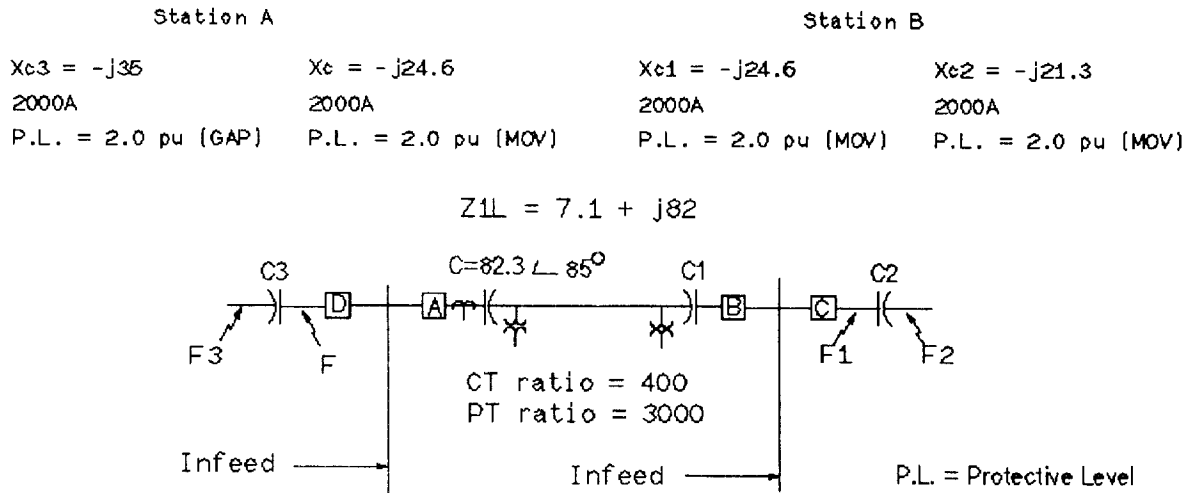 Station A Station B
Xc3 = -j35 Xc = -j24.6 Xc1 = -j24.6 Xc2 = -j21.3
2000A 2000A 2000A 2000A
P.L. = 2.0 pu (GAP) P.L. = 2.0 pu (MOV) P.L. = 2.0 pu (MOV) P.L. = 2.0 pu (MOV)
Z1L = 7.1 + j82
C3 C=82.3∠85° C1 C2
D A B C
F3 F F1 F2
CT ratio = 400
PT ratio = 3000
Infeed Infeed P.L. = Protective Level